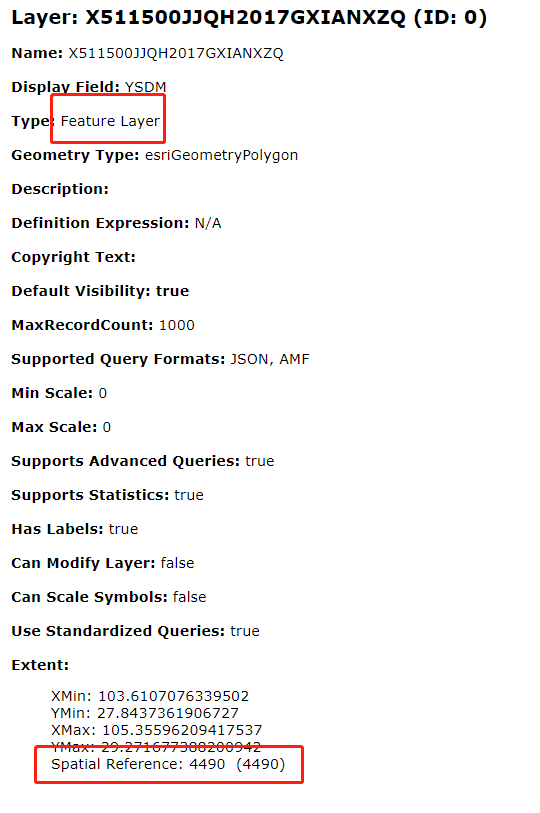 Layer: X511500JJQH2017GXIANXZQ (ID: 0)
Name: X511500JJQH2017GXIANXZQ
Display Field: YSDM
Type: Feature Layer
Geometry Type: esriGeometryPolygon
Description:
Definition Expression: N/A
Copyright Text:
Default Visibility: true
MaxRecordCount: 1000
Supported Query Formats: JSON, AMF
Min Scale: 0
Max Scale: 0
Supports Advanced Queries: true
Supports Statistics: true
Has Labels: true
Can Modify Layer: false
Can Scale Symbols: false
Use Standardized Queries: true
Extent:
XMin: 103.6107076339502
YMin: 27.8437361906727
XMax: 105.35596209417537
YMax: 29.271677388200942
Spatial Reference: 4490 (4490)